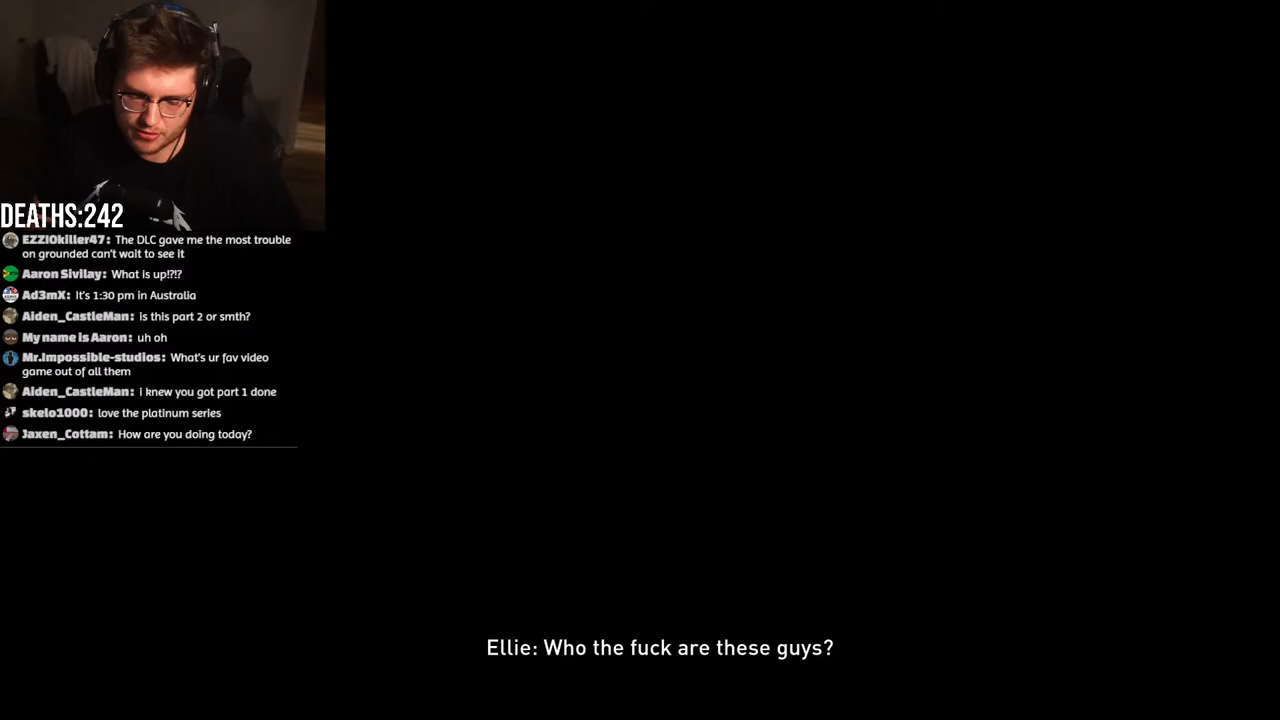 DEATHS:242
EZZIOkiller47: The DLC gave me the most trouble
on grounded can't wait to see it
Aaron Sivilay: What is up!?!?
Ad3mX: It's 1:30 pm in Australia
Aiden_CastleMan: is this part 2 or smth?
My name is Aaron: uh oh
Mr.Impossible-studios: What's ur fav video
game out of all them
Aiden_CastleMan: i knew you got part 1 done
skelo1000: love the platinum series
Jaxen_Cottam: How are you doing today?
Ellie: Who the fuck are these guys?